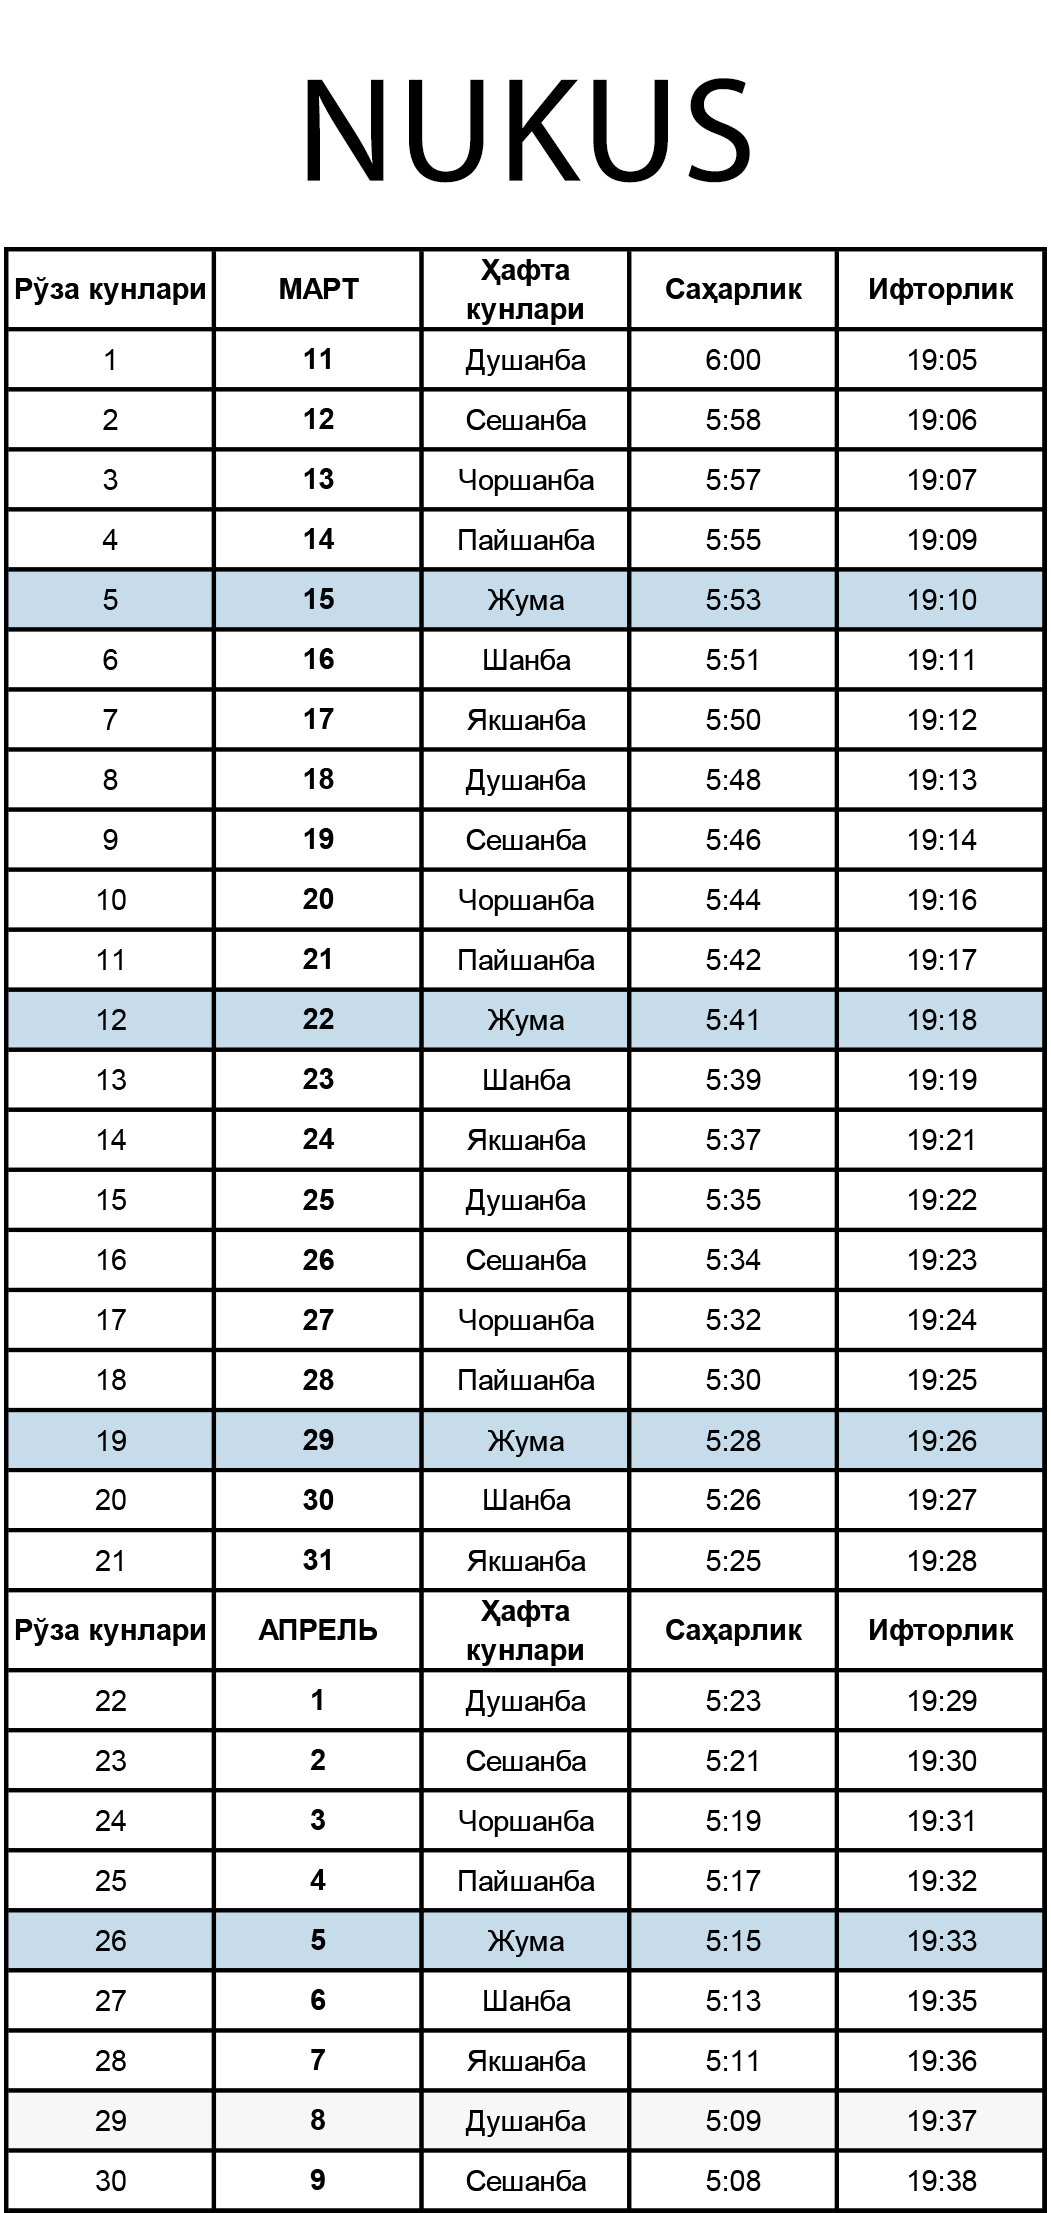 NUKUS
Рўза кунлари МАРТ Ҳафта кунлари Саҳарлик Ифторлик
1 11 Душанба 6:00 19:05
2 12 Сешанба 5:58 19:06
3 13 Чоршанба 5:57 19:07
4 14 Пайшанба 5:55 19:09
5 15 Жума 5:53 19:10
6 16 Шанба 5:51 19:11
7 17 Якшанба 5:50 19:12
8 18 Душанба 5:48 19:13
9 19 Сешанба 5:46 19:14
10 20 Чоршанба 5:44 19:16
11 21 Пайшанба 5:42 19:17
12 22 Жума 5:41 19:18
13 23 Шанба 5:39 19:19
14 24 Якшанба 5:37 19:21
15 25 Душанба 5:35 19:22
16 26 Сешанба 5:34 19:23
17 27 Чоршанба 5:32 19:24
18 28 Пайшанба 5:30 19:25
19 29 Жума 5:28 19:26
20 30 Шанба 5:26 19:27
21 31 Якшанба 5:25 19:28
Рўза кунлари АПРЕЛЬ Ҳафта кунлари Саҳарлик Ифторлик
22 1 Душанба 5:23 19:29
23 2 Сешанба 5:21 19:30
24 3 Чоршанба 5:19 19:31
25 4 Пайшанба 5:17 19:32
26 5 Жума 5:15 19:33
27 6 Шанба 5:13 19:35
28 7 Якшанба 5:11 19:36
29 8 Душанба 5:09 19:37
30 9 Сешанба 5:08 19:38